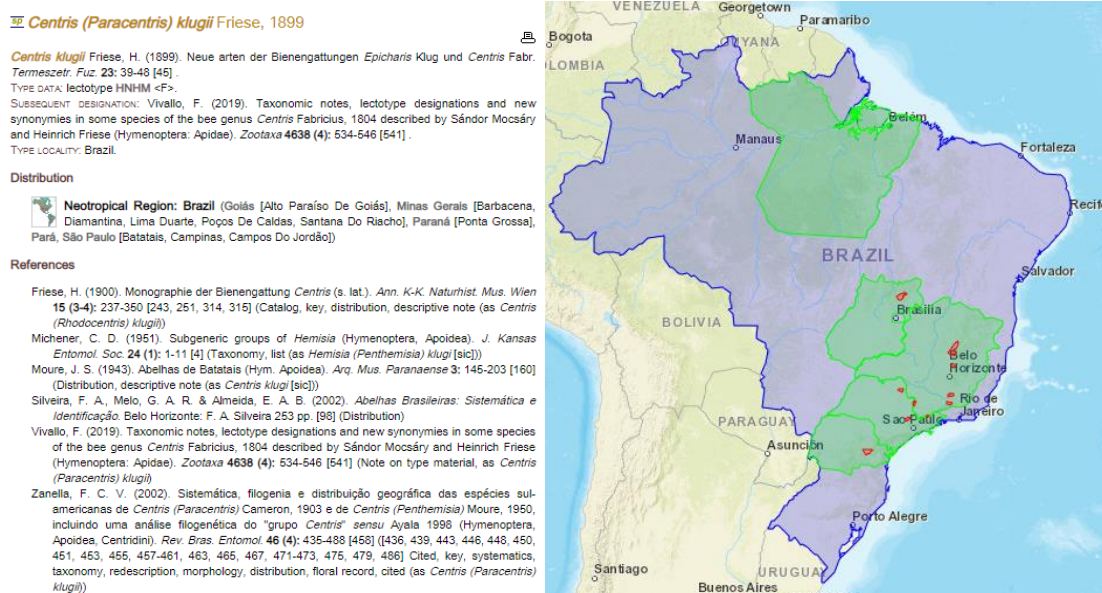 sp Centris (Paracentris) klugii Friese, 1899
Centris klugii Friese, H. (1899). Neue arten der Bienengattungen Epicharis Klug und Centris Fabr.
Termeszetr. Fuz. 23: 39-48 [45] .
TYPE DATA: lectotype HNHM <F>.
SUBSEQUENT DESIGNATION: Vivallo, F. (2019). Taxonomic notes, lectotype designations and new
synonymies in some species of the bee genus Centris Fabricius, 1804 described by Sándor Mocsáry
and Heinrich Friese (Hymenoptera: Apidae). Zootaxa 4638 (4): 534-546 [541] .
TYPE LOCALITY: Brazil.
Distribution
Neotropical Region: Brazil (Goiás [Alto Paraíso De Goiás], Minas Gerais [Barbacena,
Diamantina, Lima Duarte, Poços De Caldas, Santana Do Riacho], Paraná [Ponta Grossa],
Pará, São Paulo [Batatais, Campinas, Campos Do Jordão])
References
Friese, H. (1900). Monographie der Bienengattung Centris (s. lat.). Ann. K-K. Naturhist. Mus. Wien
15 (3-4): 237-350 [243, 251, 314, 315] (Catalog, key, distribution, descriptive note (as Centris
(Rhodocentris) klugii))
Michener, C. D. (1951). Subgeneric groups of Hemisia (Hymenoptera, Apoidea). J. Kansas
Entomol. Soc. 24 (1): 1-11 [4] (Taxonomy, list (as Hemisia (Penthemisia) klugi [sic]))
Moure, J. S. (1943). Abelhas de Batatais (Hym. Apoidea). Arq. Mus. Paranaense 3: 145-203 [160]
(Distribution, descriptive note (as Centris klugi [sic]))
Silveira, F. A., Melo, G. A. R. & Almeida, E. A. B. (2002). Abelhas Brasileiras: Sistemática e
Identificação. Belo Horizonte: F. A. Silveira 253 pp. [98] (Distribution)
Vivallo, F. (2019). Taxonomic notes, lectotype designations and new synonymies in some species
of the bee genus Centris Fabricius, 1804 described by Sándor Mocsáry and Heinrich Friese
(Hymenoptera: Apidae). Zootaxa 4638 (4): 534-546 [541] (Note on type material, as Centris
(Paracentris) klugii)
Zanella, F. C. V. (2002). Sistemática, filogenia e distribuição geográfica das espécies sul-
americanas de Centris (Paracentris) Cameron, 1903 e de Centris (Penthemisia) Moure, 1950,
incluindo uma análise filogenética do "grupo Centris" sensu Ayala 1998 (Hymenoptera,
Apoidea, Centridini). Rev. Bras. Entomol. 46 (4): 435-488 [458] ([436, 439, 443, 446, 448, 450,
451, 453, 455, 457-461, 463, 465, 467, 471-473, 475, 479, 486] Cited, key, systematics,
taxonomy, redescription, morphology, distribution, floral record, cited (as Centris (Paracentris)
klugii))
VENEZUELA
Georgetown
Paramaribo
Bogota
GUYANA
OLOMBIA
Belém
Manaus
Fortaleza
Recif
BRAZIL
Salvador
Brasilia
BOLIVIA
Belo
Horizonte
Rio de
Janeiro
PARAGUAY
Sao Paulo
Asunción
Porto Alegre
Santiago
URUGUAY
Buenos Aires